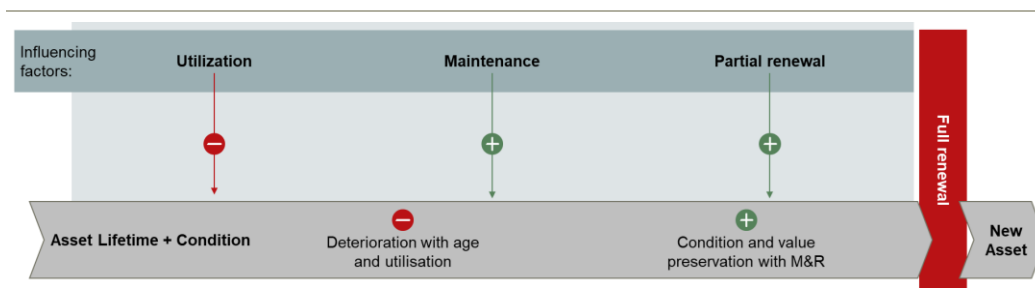 Influencing
factors:
Utilization
Maintenance
Partial renewal
Full renewal
Asset Lifetime + Condition
Deterioration with age
and utilisation
Condition and value
preservation with M&R
New
Asset